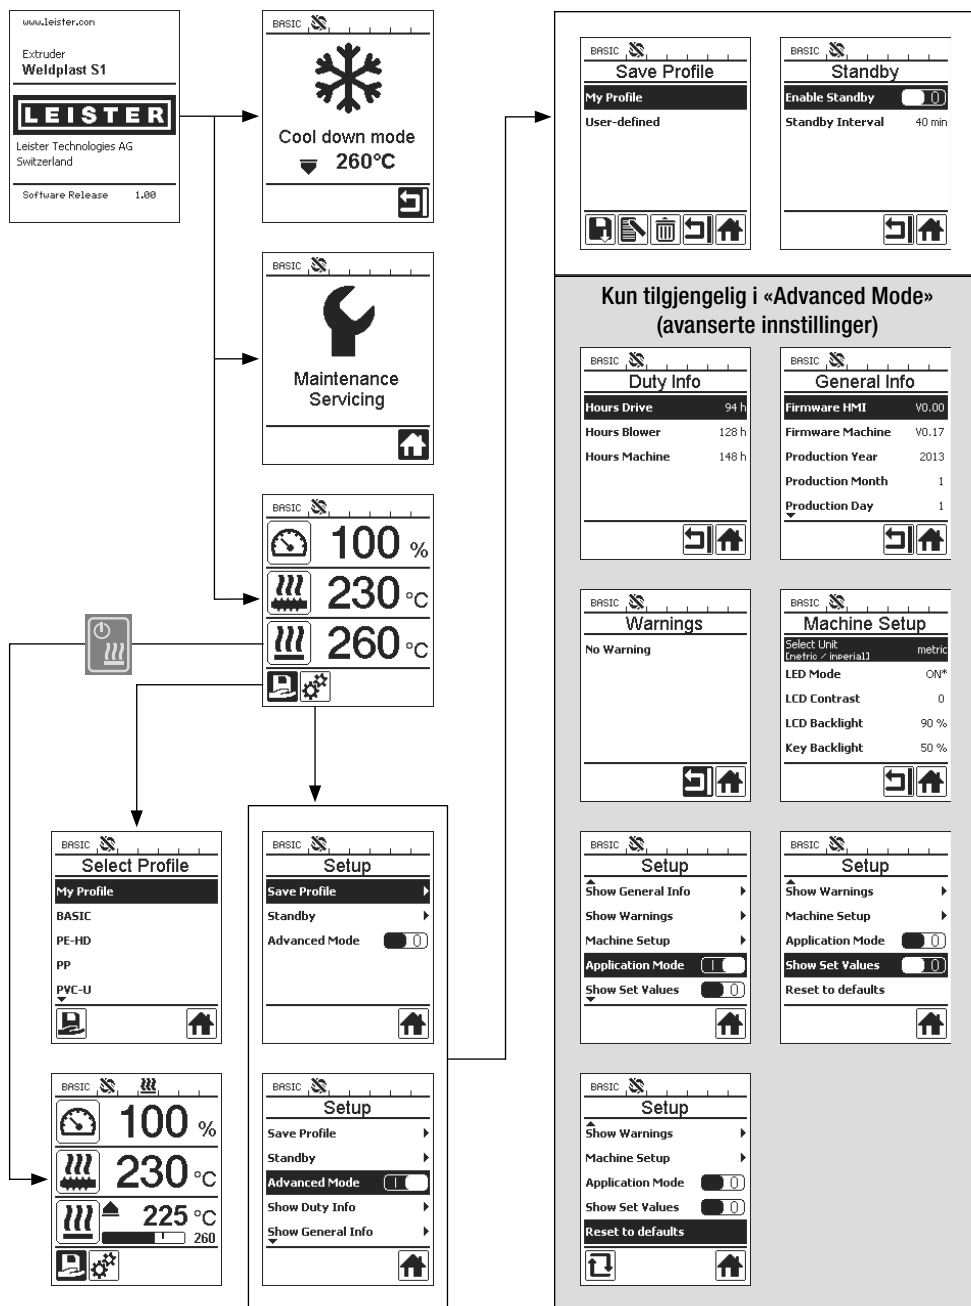 www.leister.com
Extruder
Weldplast S1
LEISTER
Leister Technologies AG
Switzerland
Software Release 1.00
BASIC
Cool down mode
260°C
BASIC
Maintenance
Servicing
BASIC
100 %
230 °C
260 °C
BASIC
Select Profile
My Profile
BASIC
PE-HD
PP
PVC-U
BASIC
100 %
230 °C
225 °C
260
BASIC
Setup
Save Profile
Standby
Advanced Mode 0
BASIC
Setup
Save Profile
Standby
Advanced Mode I
Show Duty Info
Show General Info
BASIC
Save Profile
My Profile
User-defined
BASIC
Standby
Enable Standby 0
Standby Interval 40 min
Kun tilgjengelig i «Advanced Mode»
(avanserte innstillinger)
BASIC
Duty Info
Hours Drive 94 h
Hours Blower 128 h
Hours Machine 148 h
BASIC
General Info
Firmware HMI V0.00
Firmware Machine V0.17
Production Year 2013
Production Month 1
Production Day 1
BASIC
Warnings
No Warning
BASIC
Machine Setup
Select Unit
[metric / imperial] metric
LED Mode ON*
LCD Contrast 0
LCD Backlight 90 %
Key Backlight 50 %
BASIC
Setup
Show General Info
Show Warnings
Machine Setup
Application Mode I
Show Set Values 0
BASIC
Setup
Show Warnings
Machine Setup
Application Mode 0
Show Set Values 0
Reset to defaults
BASIC
Setup
Show Warnings
Machine Setup
Application Mode 0
Show Set Values 0
Reset to defaults